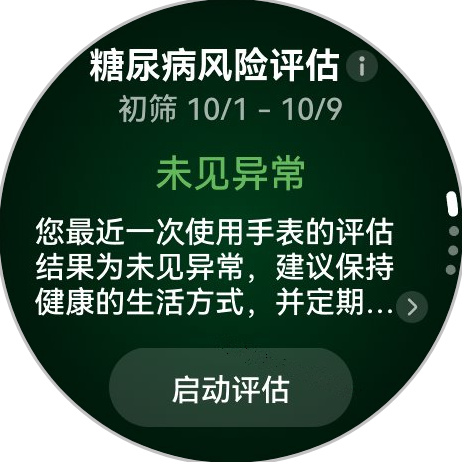 糖尿病风险评估
初筛 10/1 – 10/9
未见异常
您最近一次使用手表的评估
结果为未见异常，建议保持
健康的生活方式，并定期...
启动评估